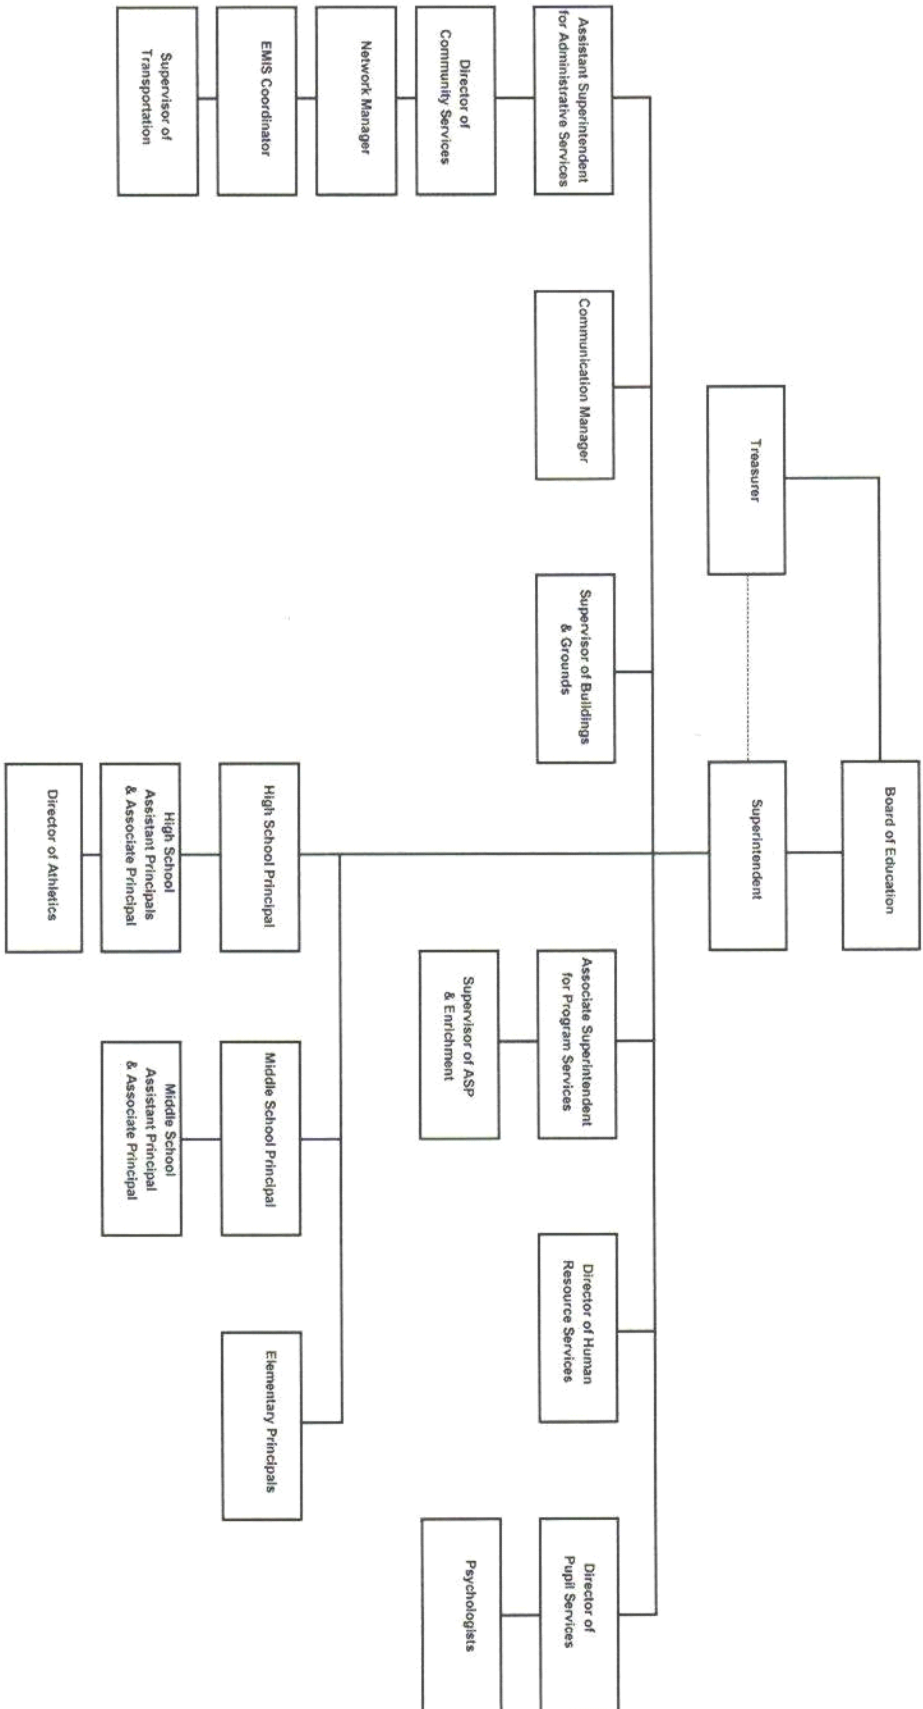 Board of Education
Treasurer
Superintendent
Assistant Superintendent
for Administrative Services
Communication Manager
Supervisor of Buildings
& Grounds
Associate Superintendent
for Program Services
Director of Human
Resource Services
Director of
Pupil Services
Director of
Community Services
Supervisor of ASP
& Enrichment
Psychologists
Network Manager
EMIS Coordinator
High School Principal
Middle School Principal
Elementary Principals
Supervisor of
Transportation
High School
Assistant Principals
& Associate Principal
Middle School
Assistant Principal
& Associate Principal
Director of Athletics